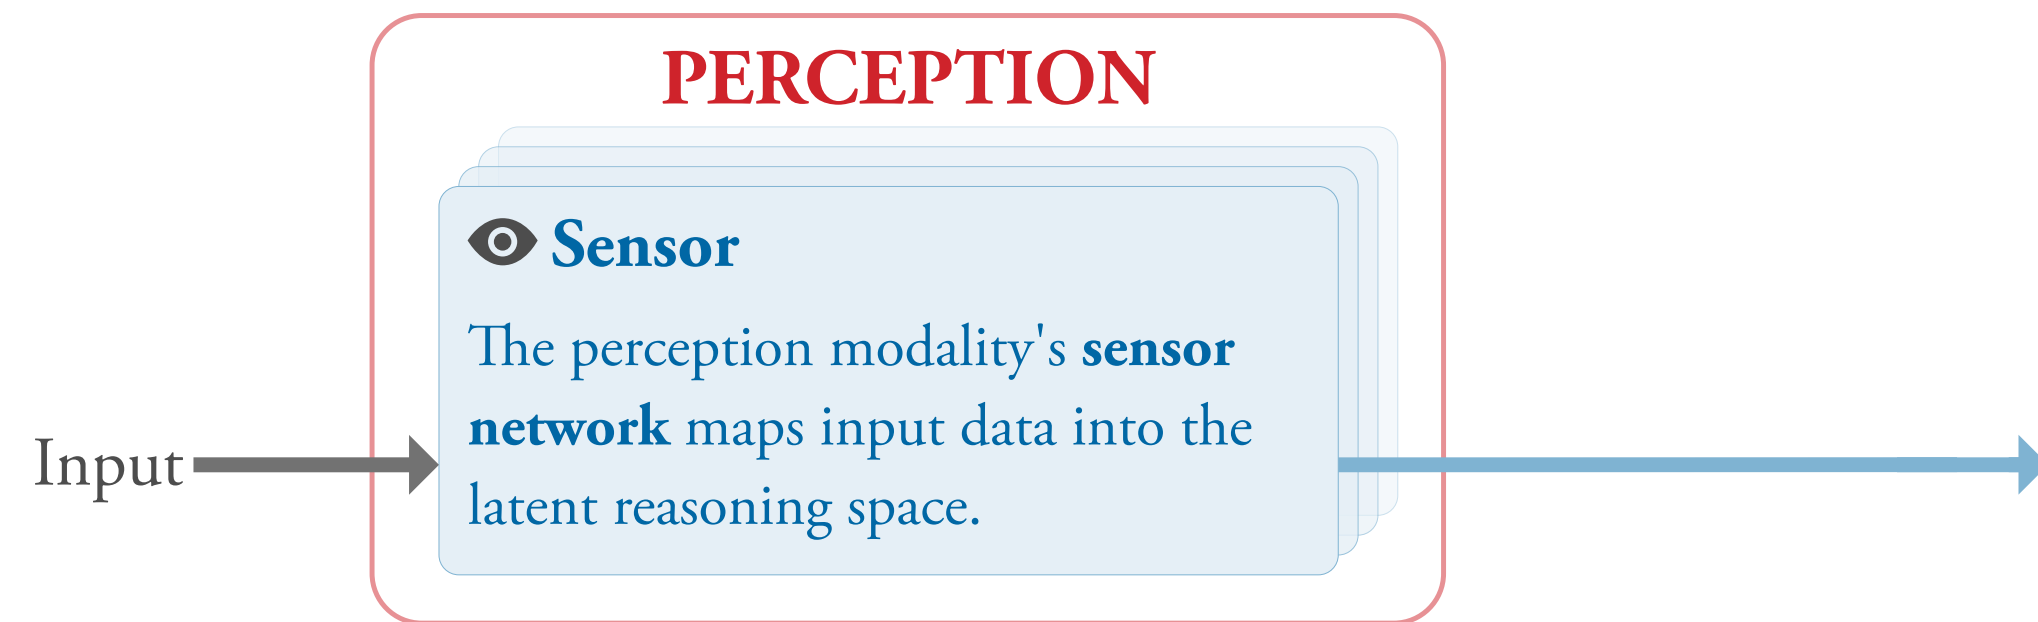 PERCEPTION
Sensor
The perception modality's sensor
network maps input data into the
latent reasoning space.
Input